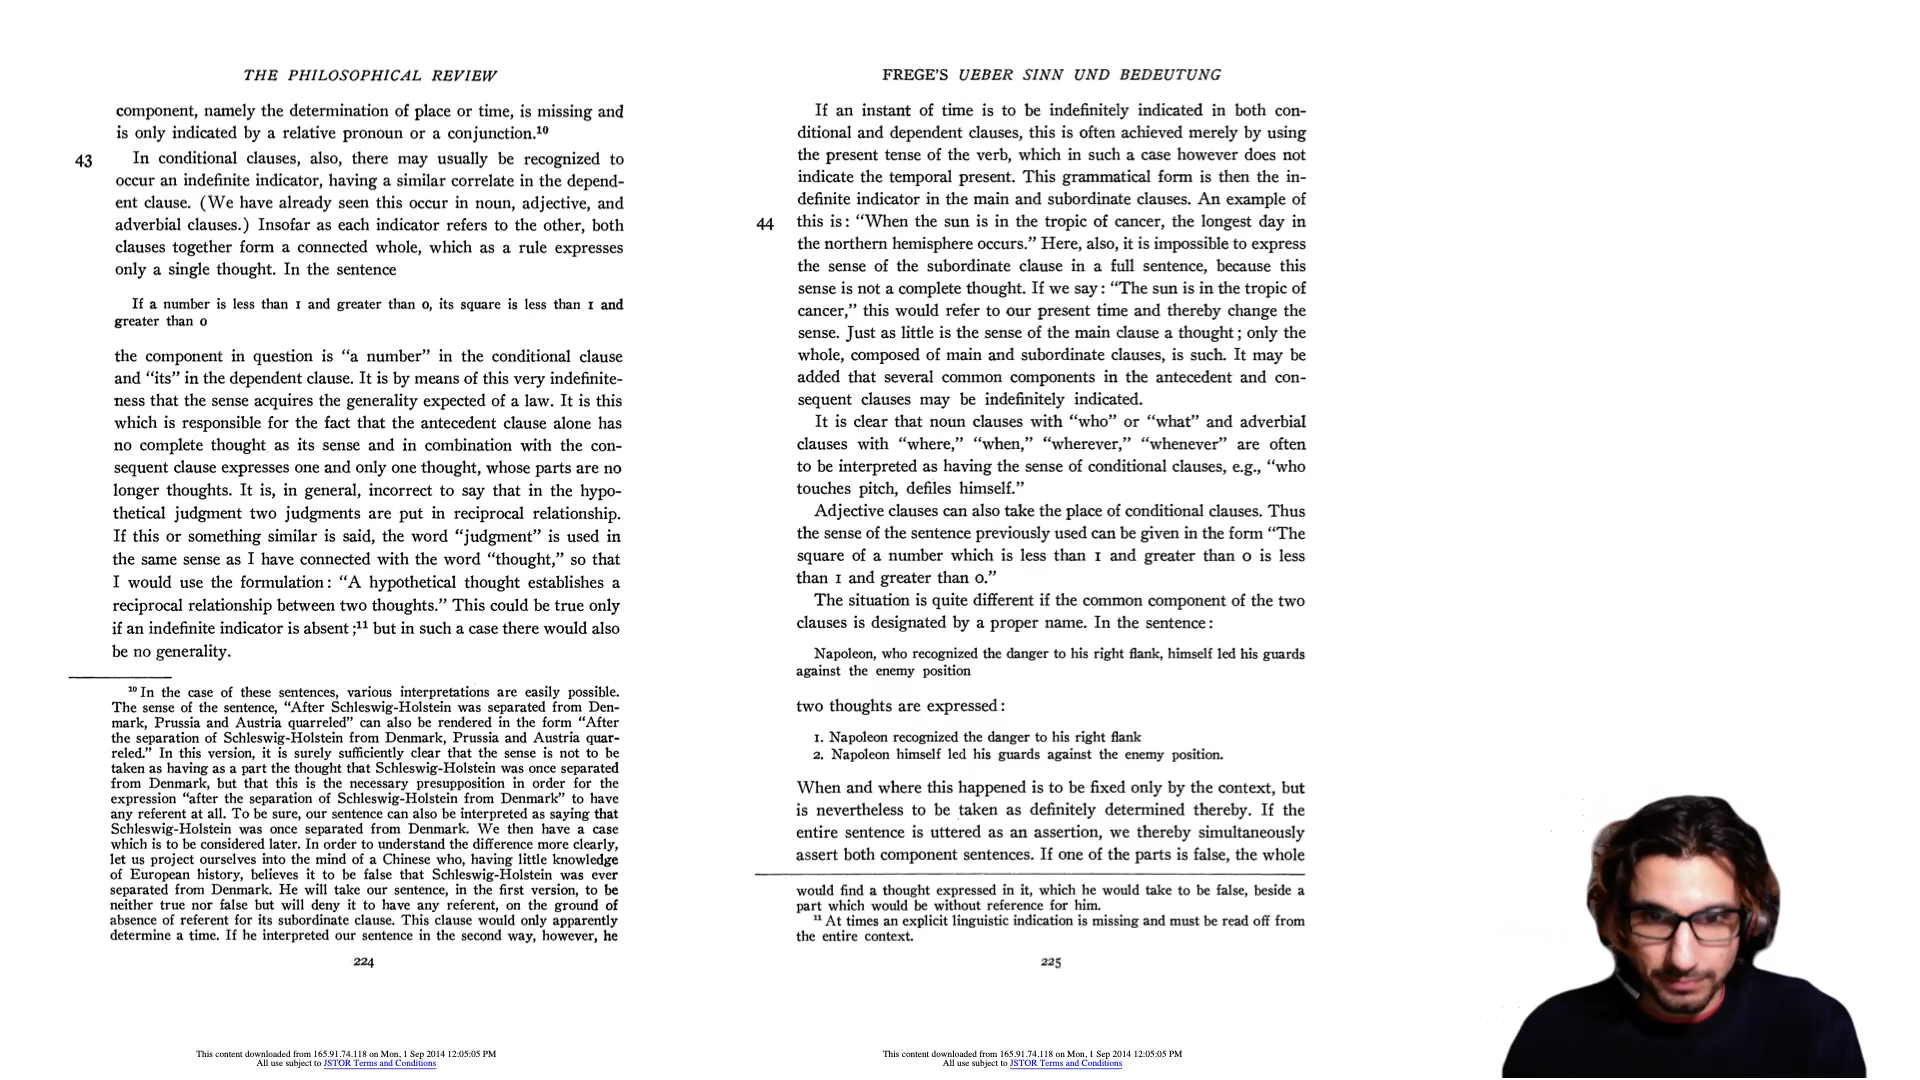 THE PHILOSOPHICAL REVIEW
component, namely the determination of place or time, is missing and
is only indicated by a relative pronoun or a conjunction.¹⁰
43
In conditional clauses, also, there may usually be recognized to
occur an indefinite indicator, having a similar correlate in the depend-
ent clause. (We have already seen this occur in noun, adjective, and
adverbial clauses.) Insofar as each indicator refers to the other, both
clauses together form a connected whole, which as a rule expresses
only a single thought. In the sentence
If a number is less than 1 and greater than 0, its square is less than 1 and
greater than 0
the component in question is “a number” in the conditional clause
and “its” in the dependent clause. It is by means of this very indefinite-
ness that the sense acquires the generality expected of a law. It is this
which is responsible for the fact that the antecedent clause alone has
no complete thought as its sense and in combination with the con-
sequent clause expresses one and only one thought, whose parts are no
longer thoughts. It is, in general, incorrect to say that in the hypo-
thetical judgment two judgments are put in reciprocal relationship.
If this or something similar is said, the word “judgment” is used in
the same sense as I have connected with the word “thought,” so that
I would use the formulation: “A hypothetical thought establishes a
reciprocal relationship between two thoughts.” This could be true only
if an indefinite indicator is absent;¹¹ but in such a case there would also
be no generality.
¹⁰ In the case of these sentences, various interpretations are easily possible.
The sense of the sentence, “After Schleswig-Holstein was separated from Den-
mark, Prussia and Austria quarreled” can also be rendered in the form “After
the separation of Schleswig-Holstein from Denmark, Prussia and Austria quar-
reled.” In this version, it is surely sufficiently clear that the sense is not to be
taken as having as a part the thought that Schleswig-Holstein was once separated
from Denmark, but that this is the necessary presupposition in order for the
expression “after the separation of Schleswig-Holstein from Denmark” to have
any referent at all. To be sure, our sentence can also be interpreted as saying that
Schleswig-Holstein was once separated from Denmark. We then have a case
which is to be considered later. In order to understand the difference more clearly,
let us project ourselves into the mind of a Chinese who, having little knowledge
of European history, believes it to be false that Schleswig-Holstein was ever
separated from Denmark. He will take our sentence, in the first version, to be
neither true nor false but will deny it to have any referent, on the ground of
absence of referent for its subordinate clause. This clause would only apparently
determine a time. If he interpreted our sentence in the second way, however, he
224
This content downloaded from 165.91.74.118 on Mon, 1 Sep 2014 12:05:05 PM
All use subject to JSTOR Terms and Conditions
FREGE'S UEBER SINN UND BEDEUTUNG
If an instant of time is to be indefinitely indicated in both con-
ditional and dependent clauses, this is often achieved merely by using
the present tense of the verb, which in such a case however does not
indicate the temporal present. This grammatical form is then the in-
definite indicator in the main and subordinate clauses. An example of
44
this is: “When the sun is in the tropic of cancer, the longest day in
the northern hemisphere occurs.” Here, also, it is impossible to express
the sense of the subordinate clause in a full sentence, because this
sense is not a complete thought. If we say: “The sun is in the tropic of
cancer,” this would refer to our present time and thereby change the
sense. Just as little is the sense of the main clause a thought; only the
whole, composed of main and subordinate clauses, is such. It may be
added that several common components in the antecedent and con-
sequent clauses may be indefinitely indicated.
It is clear that noun clauses with “who” or “what” and adverbial
clauses with “where,” “when,” “wherever,” “whenever” are often
to be interpreted as having the sense of conditional clauses, e.g., “who
touches pitch, defiles himself.”
Adjective clauses can also take the place of conditional clauses. Thus
the sense of the sentence previously used can be given in the form “The
square of a number which is less than 1 and greater than 0 is less
than 1 and greater than 0.”
The situation is quite different if the common component of the two
clauses is designated by a proper name. In the sentence:
Napoleon, who recognized the danger to his right flank, himself led his guards
against the enemy position
two thoughts are expressed:
1. Napoleon recognized the danger to his right flank
2. Napoleon himself led his guards against the enemy position.
When and where this happened is to be fixed only by the context, but
is nevertheless to be taken as definitely determined thereby. If the
entire sentence is uttered as an assertion, we thereby simultaneously
assert both component sentences. If one of the parts is false, the whole
would find a thought expressed in it, which he would take to be false, beside a
part which would be without reference for him.
¹¹ At times an explicit linguistic indication is missing and must be read off from
the entire context.
225
This content downloaded from 165.91.74.118 on Mon, 1 Sep 2014 12:05:05 PM
All use subject to JSTOR Terms and Conditions